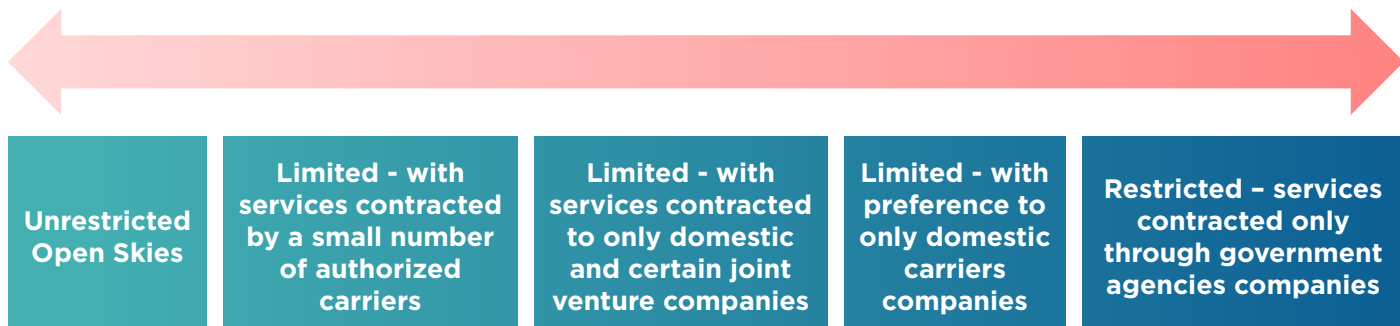 Unrestricted
Open Skies
Limited - with
services contracted
by a small number
of authorized
carriers
Limited - with
services contracted
to only domestic
and certain joint
venture companies
Limited - with
preference to
only domestic
carriers
companies
Restricted – services
contracted only
through government
agencies companies